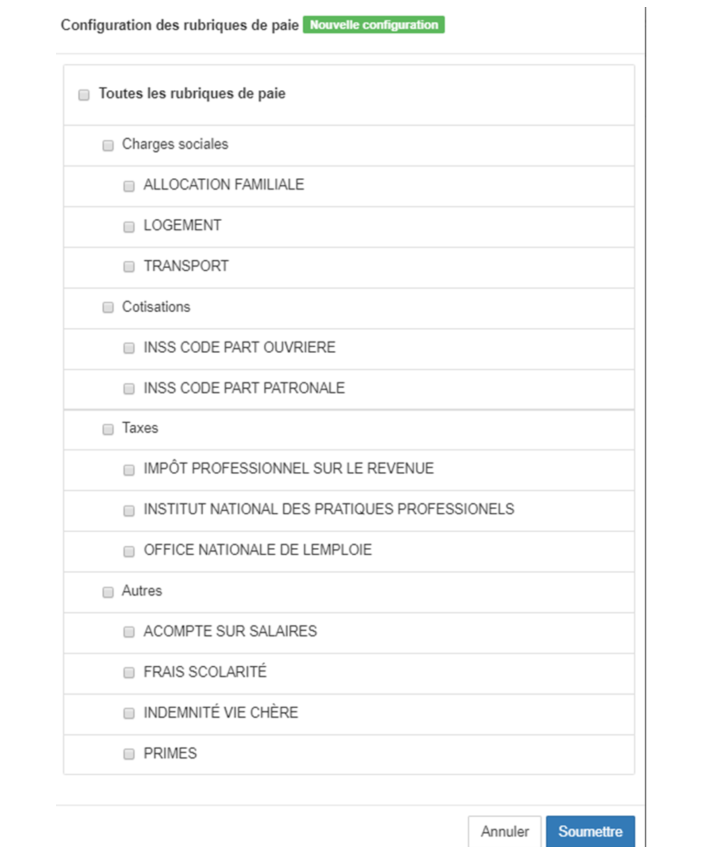 Configuration des rubriques de paie Nouvelle configuration
Toutes les rubriques de paie
Charges sociales
ALLOCATION FAMILIALE
LOGEMENT
TRANSPORT
Cotisations
INSS CODE PART OUVRIERE
INSS CODE PART PATRONALE
Taxes
IMPÔT PROFESSIONNEL SUR LE REVENUE
INSTITUT NATIONAL DES PRATIQUES PROFESSIONELS
OFFICE NATIONALE DE LEMPLOIE
Autres
ACOMPTE SUR SALAIRES
FRAIS SCOLARITÉ
INDEMNITÉ VIE CHÈRE
PRIMES
Annuler Soumettre